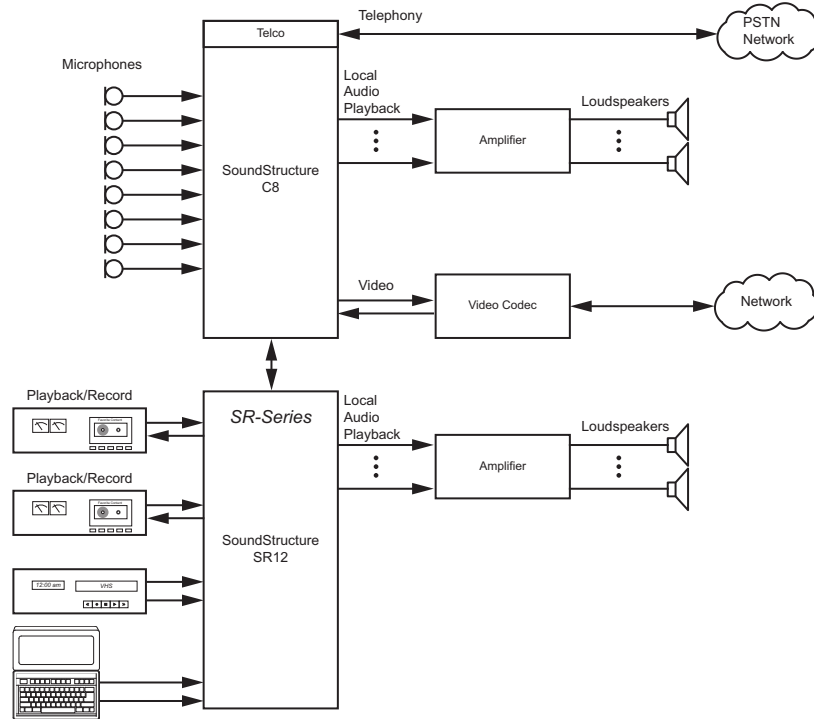 Telephony
PSTN
Network
Telco
Microphones
Local
Audio
Playback
Loudspeakers
Amplifier
SoundStructure
C8
Video
Video Codec
Network
Playback/Record
SR-Series
Local
Audio
Playback
Loudspeakers
Amplifier
Playback/Record
SoundStructure
SR12
12:00 am
VHS